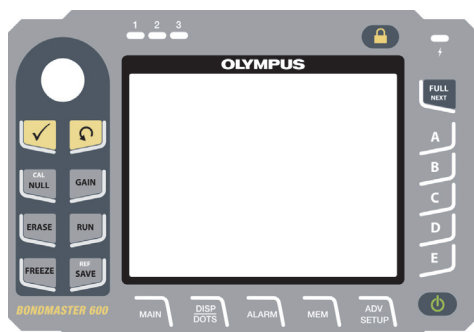 1 2 3
OLYMPUS
FULL
NEXT
CAL
NULL
GAIN
ERASE
RUN
FREEZE
REF
SAVE
A
B
C
D
E
BONDMASTER 600
MAIN
DISP
DOTS
ALARM
MEM
ADV
SETUP